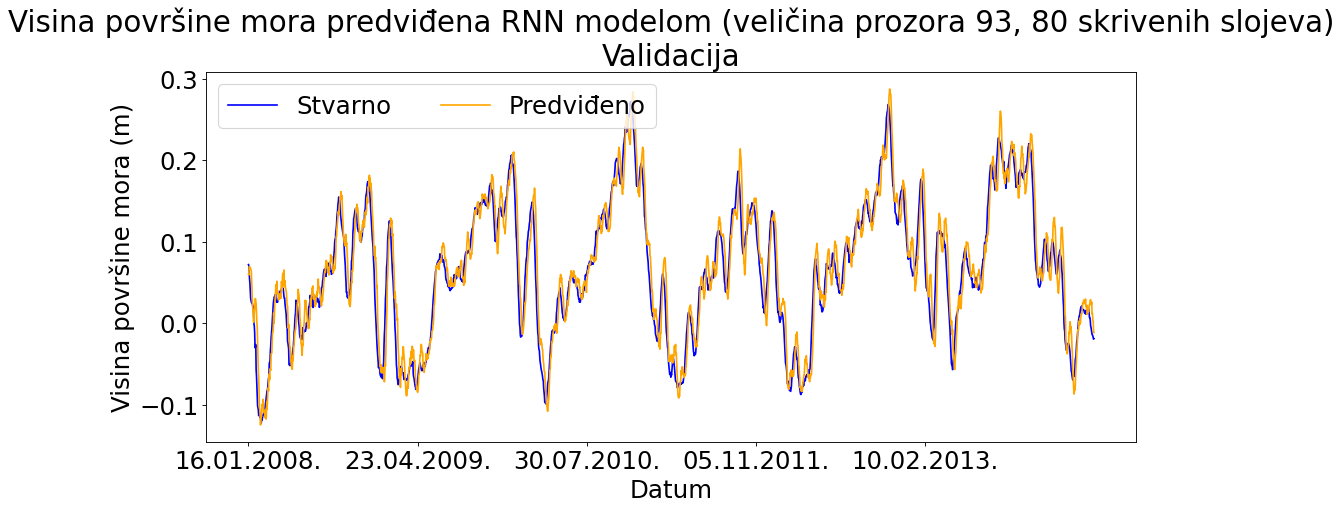 Visina površine mora predviđena RNN modelom (veličina prozora 93, 80 skrivenih slojeva)
Validacija
Stvarno Predviđeno
Visina površine mora (m)
0.3
0.2
0.1
0.0
−0.1
16.01.2008. 23.04.2009. 30.07.2010. 05.11.2011. 10.02.2013.
Datum